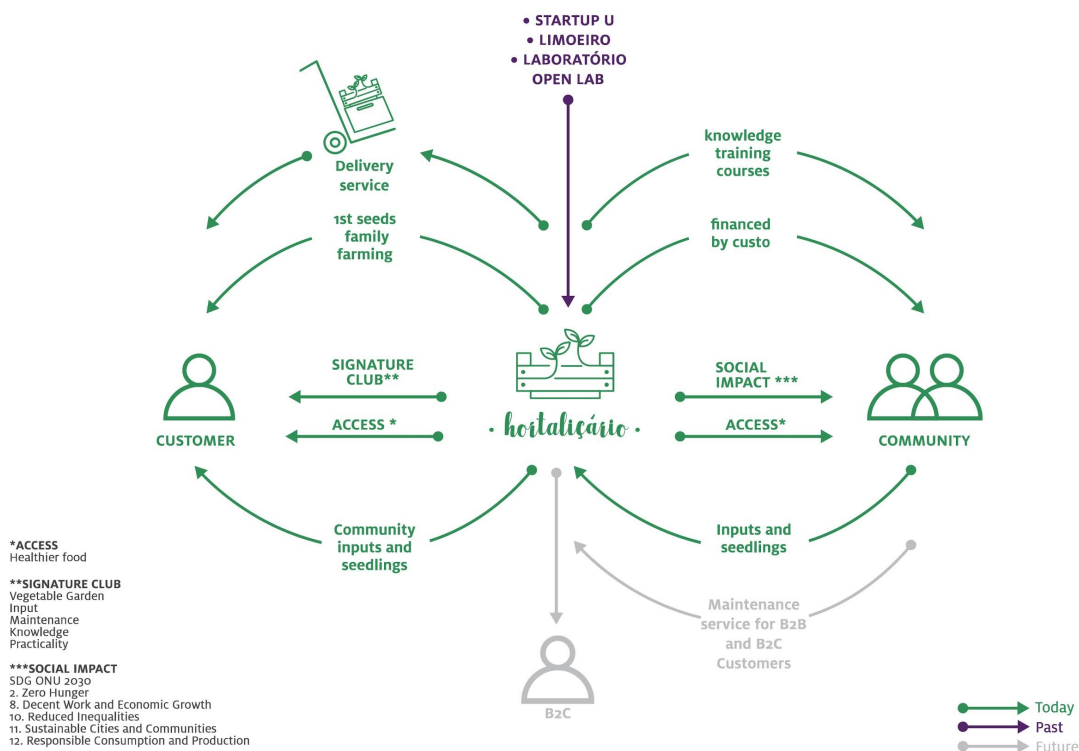 • STARTUP U
• LIMOEIRO
• LABORATÓRIO
OPEN LAB
Delivery
service
knowledge
training
courses
1st seeds
family
farming
financed
by custo
SIGNATURE
CLUB**
ACCESS *
CUSTOMER
• hortaliçário •
SOCIAL
IMPACT ***
ACCESS*
COMMUNITY
Community
inputs and
seedlings
Inputs and
seedlings
Maintenance
service for B2B
and B2C
Customers
B2C
*ACCESS
Healthier food
**SIGNATURE CLUB
Vegetable Garden
Input
Maintenance
Knowledge
Practicality
***SOCIAL IMPACT
SDG ONU 2030
2. Zero Hunger
8. Decent Work and Economic Growth
10. Reduced Inequalities
11. Sustainable Cities and Communities
12. Responsible Consumption and Production
Today
Past
Future